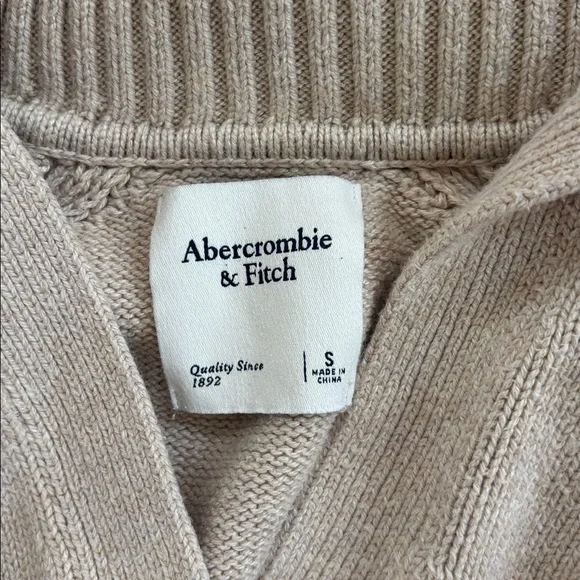 Abercrombie
& Fitch
Quality Since
1892
S
MADE IN
CHINA